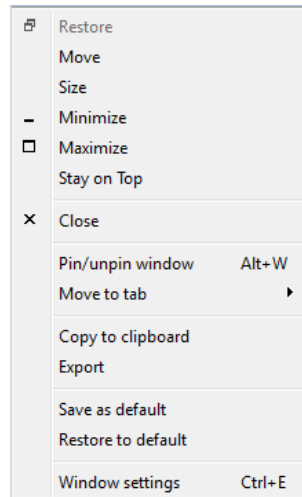 Restore
Move
Size
Minimize
Maximize
Stay on Top
Close
Pin/unpin window Alt+W
Move to tab
Copy to clipboard
Export
Save as default
Restore to default
Window settings Ctrl+E